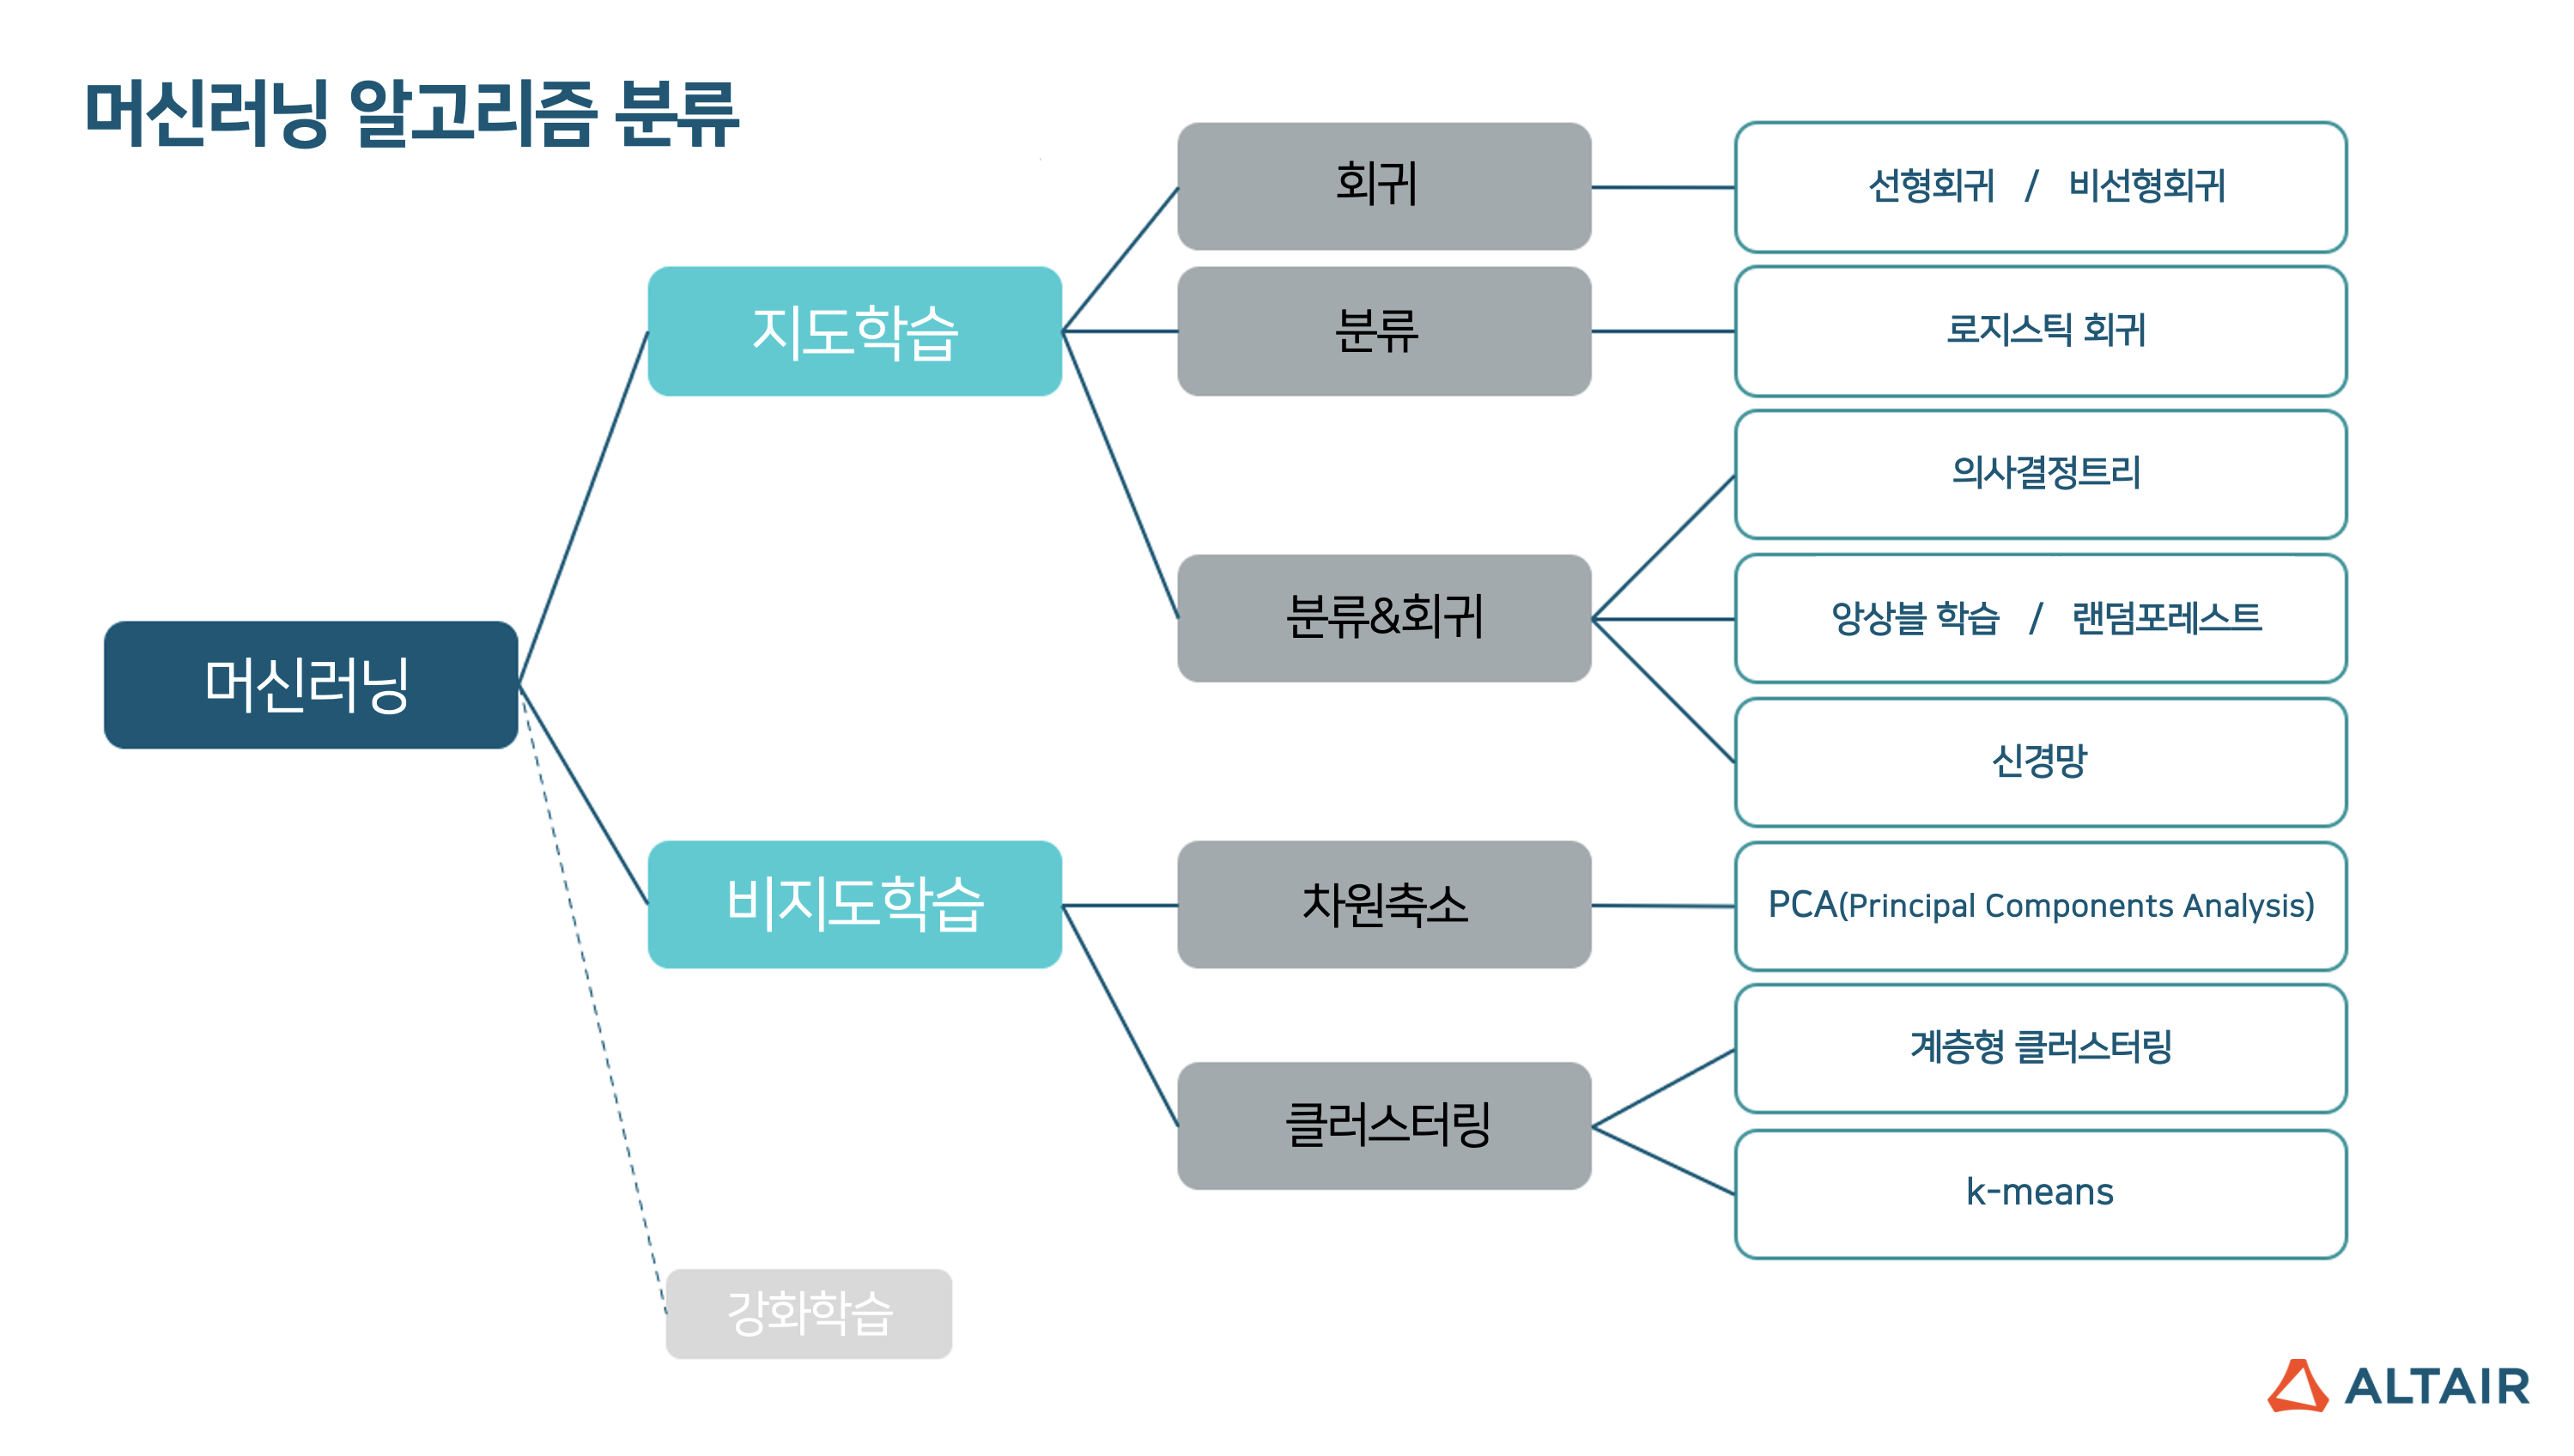 머신러닝 알고리즘 분류
머신러닝
지도학습
회귀
선형회귀 / 비선형회귀
분류
로지스틱 회귀
분류&회귀
의사결정트리
앙상블 학습 / 랜덤포레스트
신경망
비지도학습
차원축소
PCA(Principal Components Analysis)
클러스터링
계층형 클러스터링
k-means
강화학습
ALTAIR